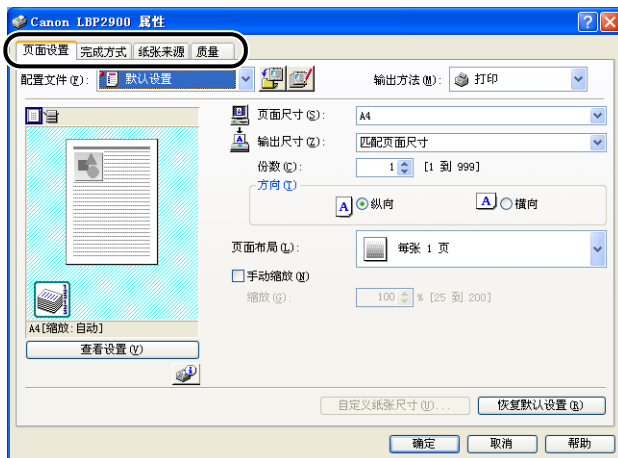 Canon LBP2900 属性
页面设置 完成方式 纸张来源 质量
配置文件(F): 默认设置 输出方法(M): 打印
页面尺寸(S): A4
输出尺寸(Z): 匹配页面尺寸
份数(C): 1 [1 到 999]
方向(T)
A 纵向 A 横向
页面布局(L): 每张 1 页
手动缩放(N)
缩放(G): 100 % [25 到 200]
A4[缩放:自动]
查看设置(V)
自定义纸张尺寸(U)... 恢复默认设置(R)
确定 取消 帮助